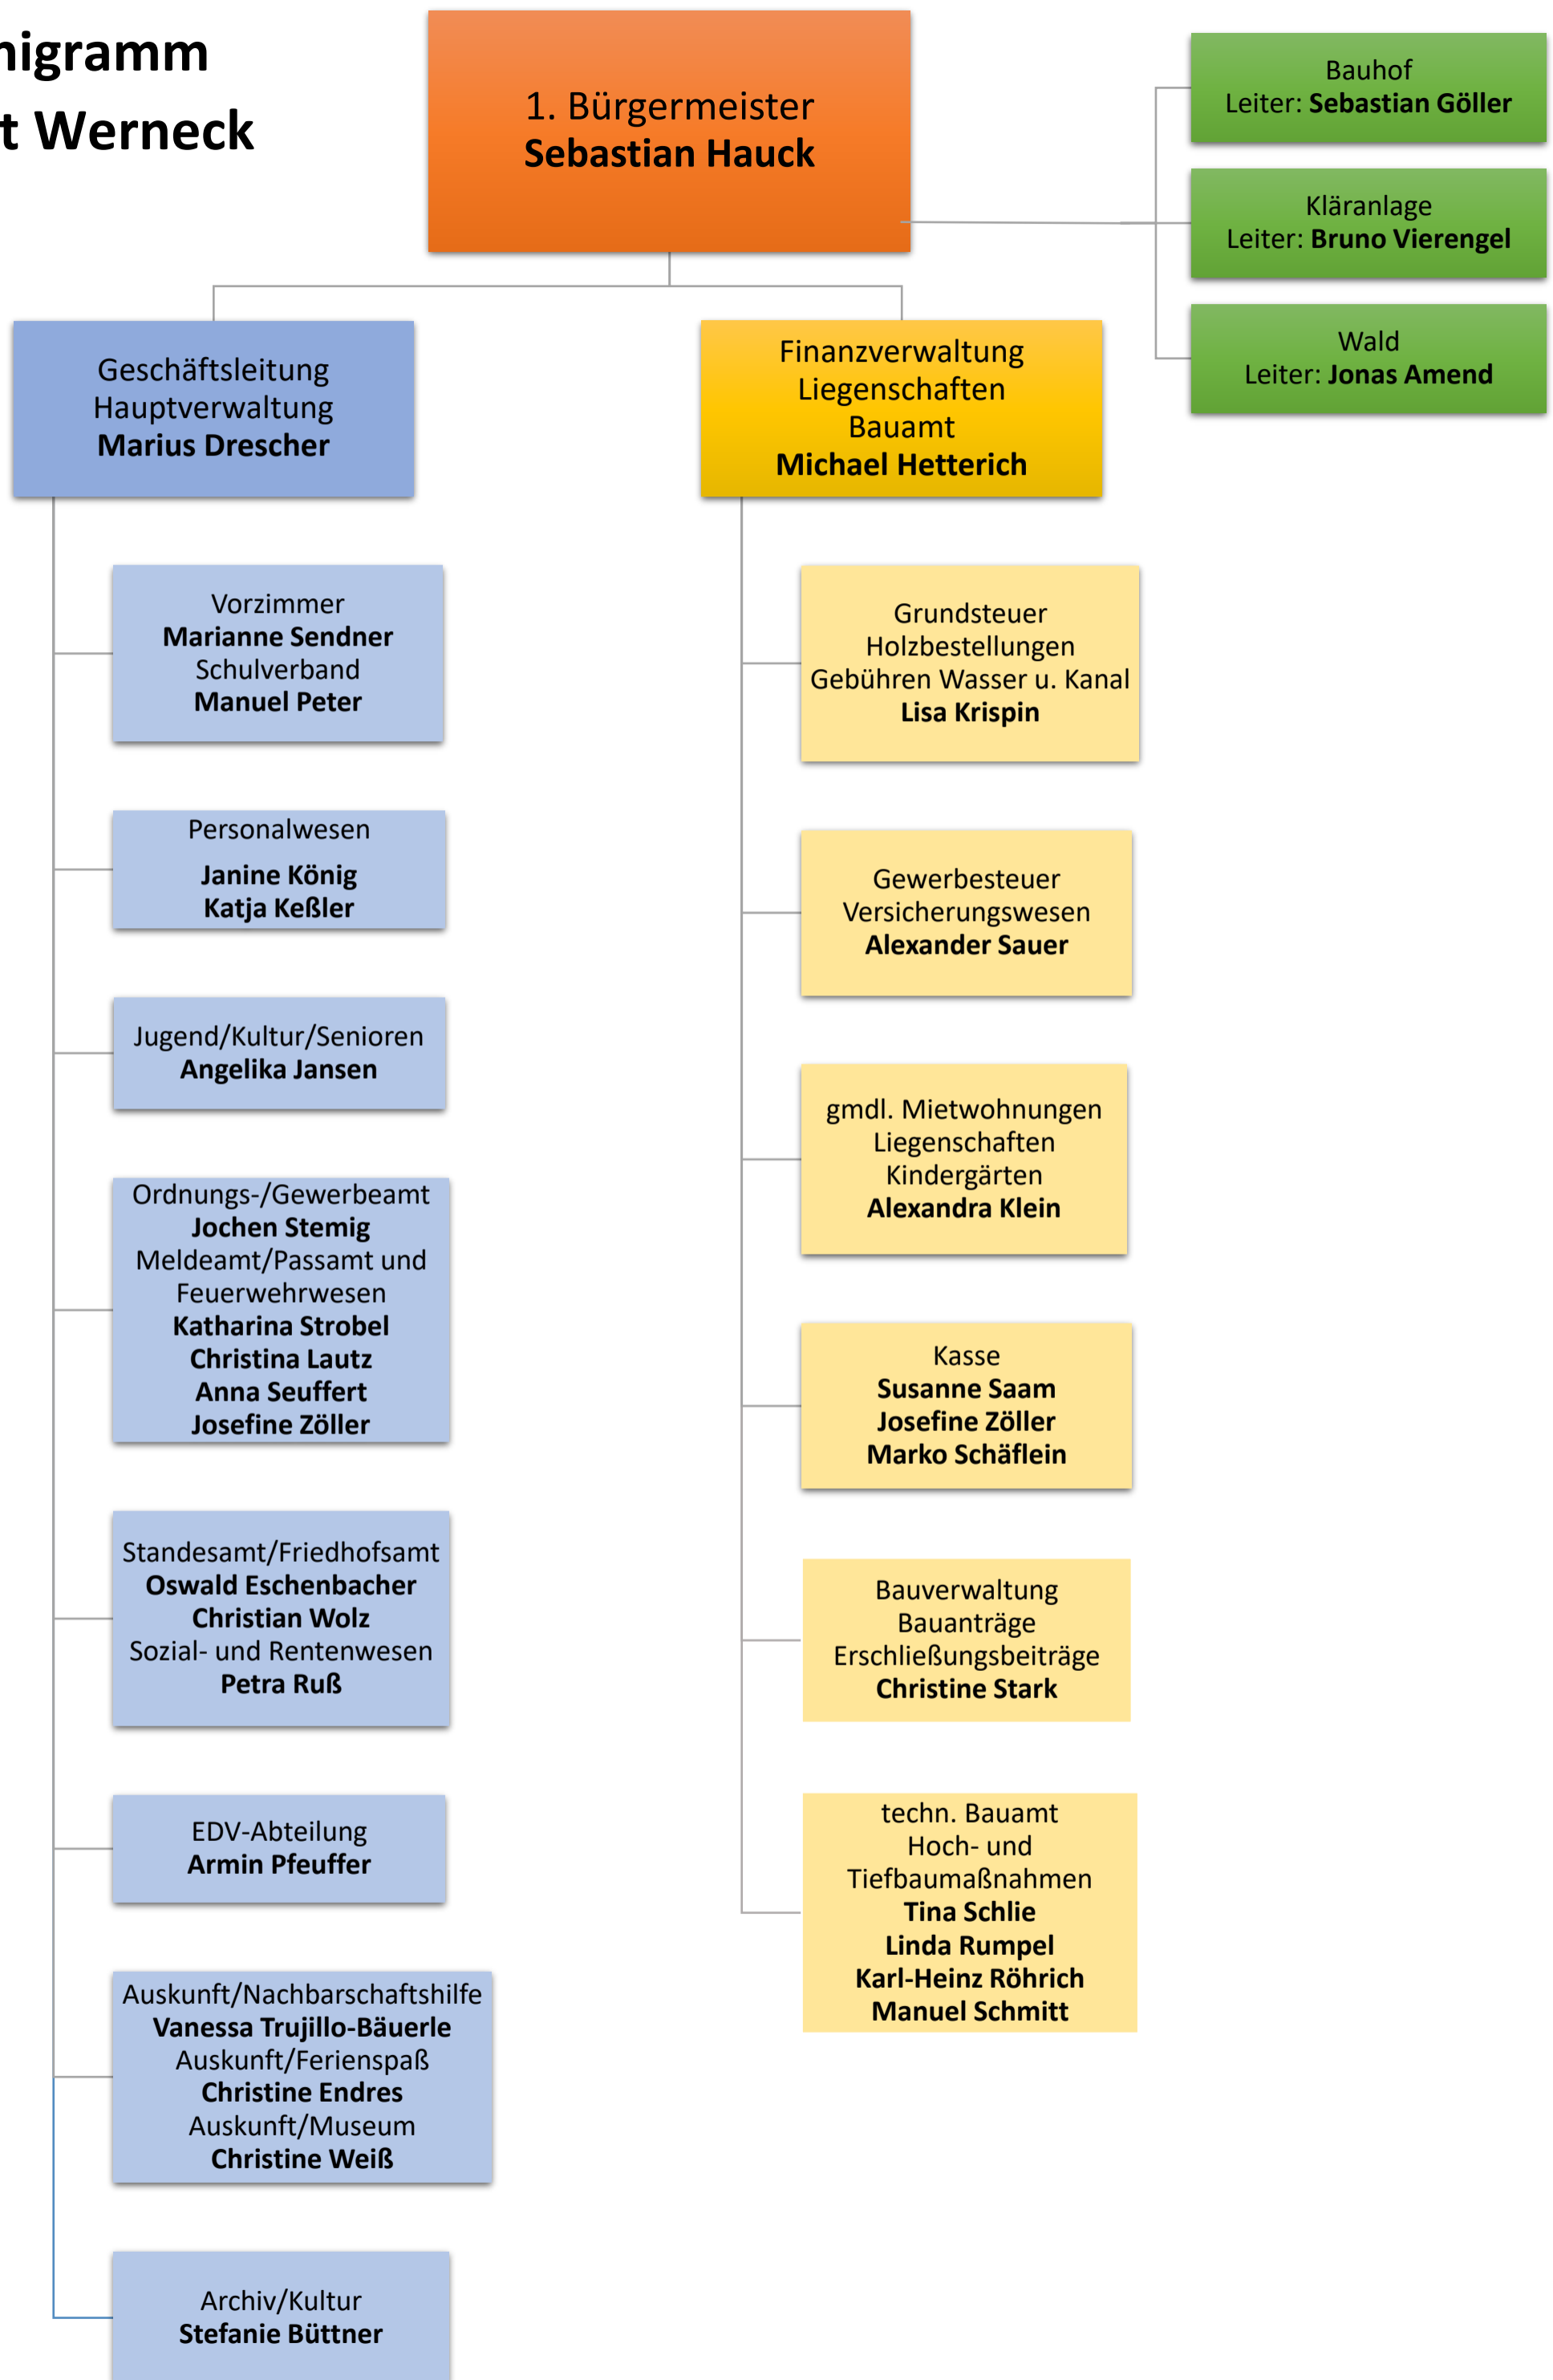 nigramm
t Werneck
1. Bürgermeister
Sebastian Hauck
Bauhof
Leiter: Sebastian Göller
Kläranlage
Leiter: Bruno Vierengel
Wald
Leiter: Jonas Amend
Geschäftsleitung
Hauptverwaltung
Marius Drescher
Finanzverwaltung
Liegenschaften
Bauamt
Michael Hetterich
Vorzimmer
Marianne Sendner
Schulverband
Manuel Peter
Personalwesen
Janine König
Katja Keßler
Jugend/Kultur/Senioren
Angelika Jansen
Ordnungs-/Gewerbeamt
Jochen Stemig
Meldeamt/Passamt und
Feuerwehrwesen
Katharina Strobel
Christina Lautz
Anna Seuffert
Josefine Zöller
Standesamt/Friedhofsamt
Oswald Eschenbacher
Christian Wolz
Sozial- und Rentenwesen
Petra Ruß
EDV-Abteilung
Armin Pfeuffer
Auskunft/Nachbarschaftshilfe
Vanessa Trujillo-Bäuerle
Auskunft/Ferienspaß
Christine Endres
Auskunft/Museum
Christine Weiß
Archiv/Kultur
Stefanie Büttner
Grundsteuer
Holzbestellungen
Gebühren Wasser u. Kanal
Lisa Krispin
Gewerbesteuer
Versicherungswesen
Alexander Sauer
gmdl. Mietwohnungen
Liegenschaften
Kindergärten
Alexandra Klein
Kasse
Susanne Saam
Josefine Zöller
Marko Schäflein
Bauverwaltung
Bauanträge
Erschließungsbeiträge
Christine Stark
techn. Bauamt
Hoch- und
Tiefbaumaßnahmen
Tina Schlie
Linda Rumpel
Karl-Heinz Röhrich
Manuel Schmitt